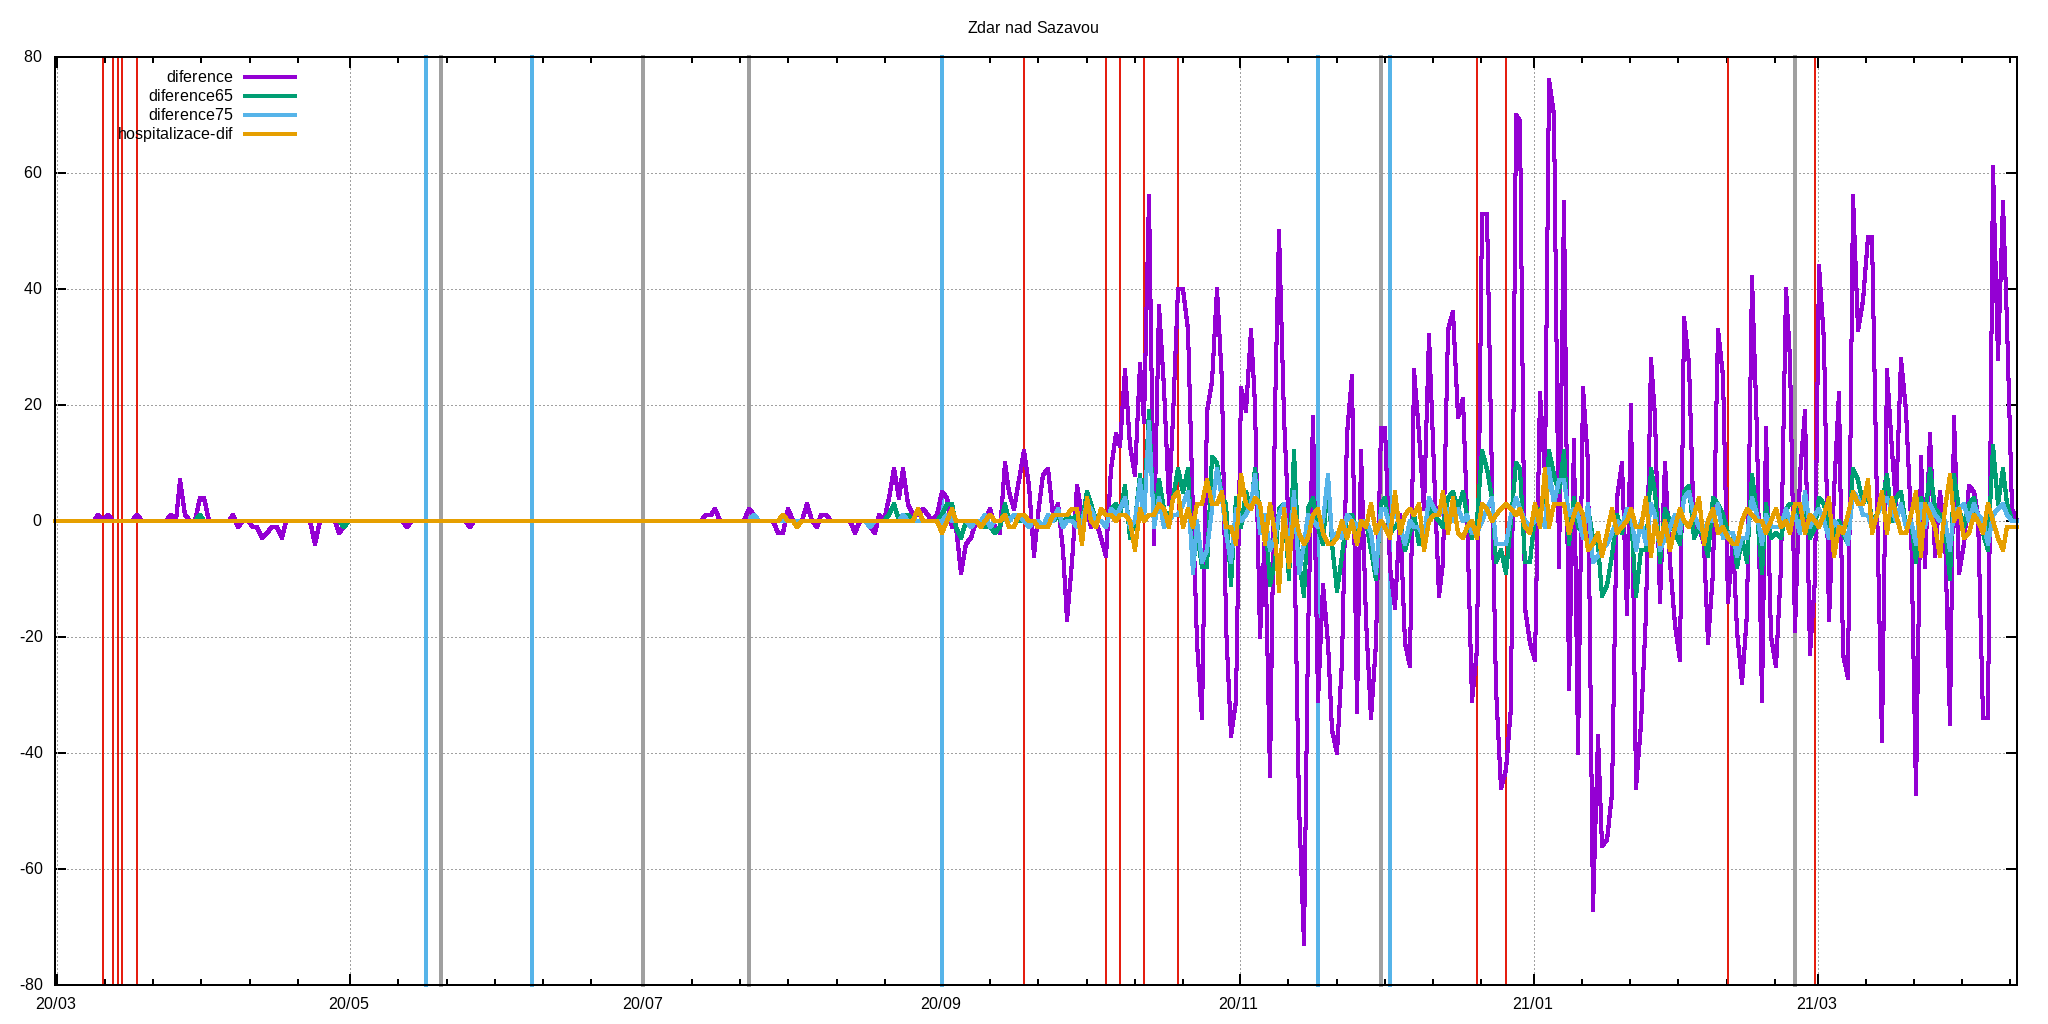 Zdar nad Sazavou
80
60
40
20
0
-20
-40
-60
-80
diference
diference65
diference75
hospitalizace-dif
20/03 20/05 20/07 20/09 20/11 21/01 21/03